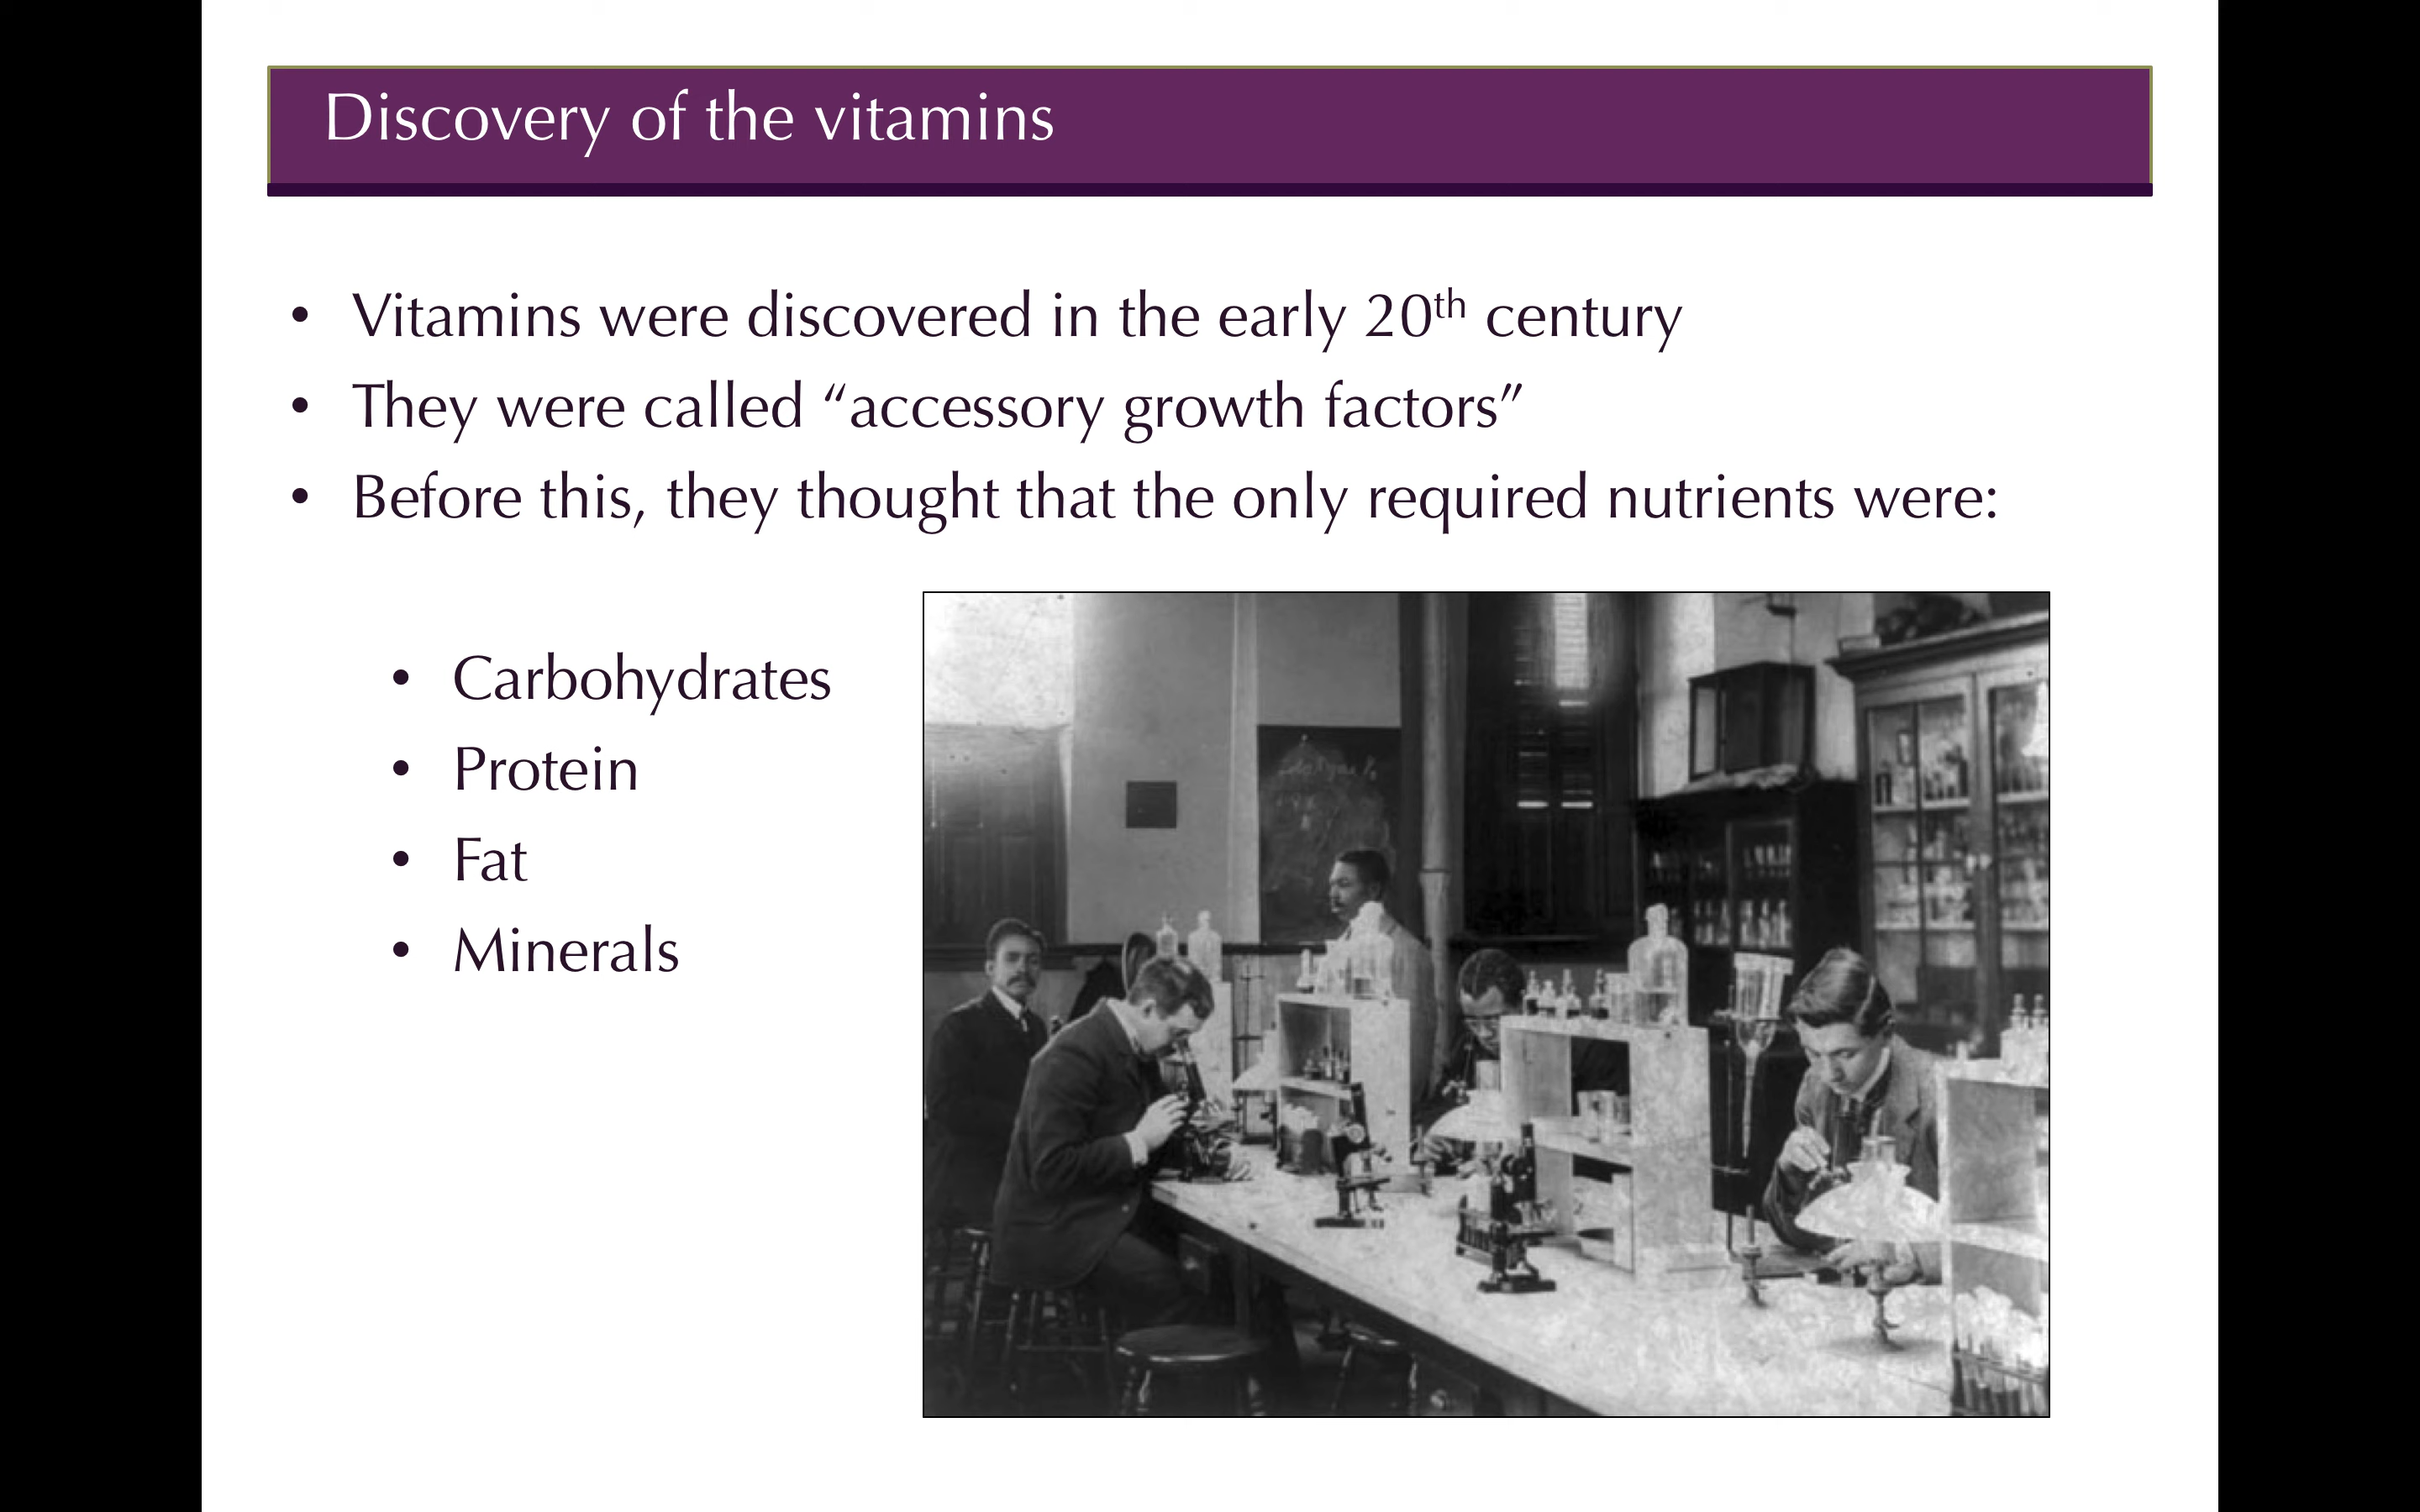 Discovery of the vitamins
• Vitamins were discovered in the early 20th century
• They were called “accessory growth factors”
• Before this, they thought that the only required nutrients were:
• Carbohydrates
• Protein
• Fat
• Minerals